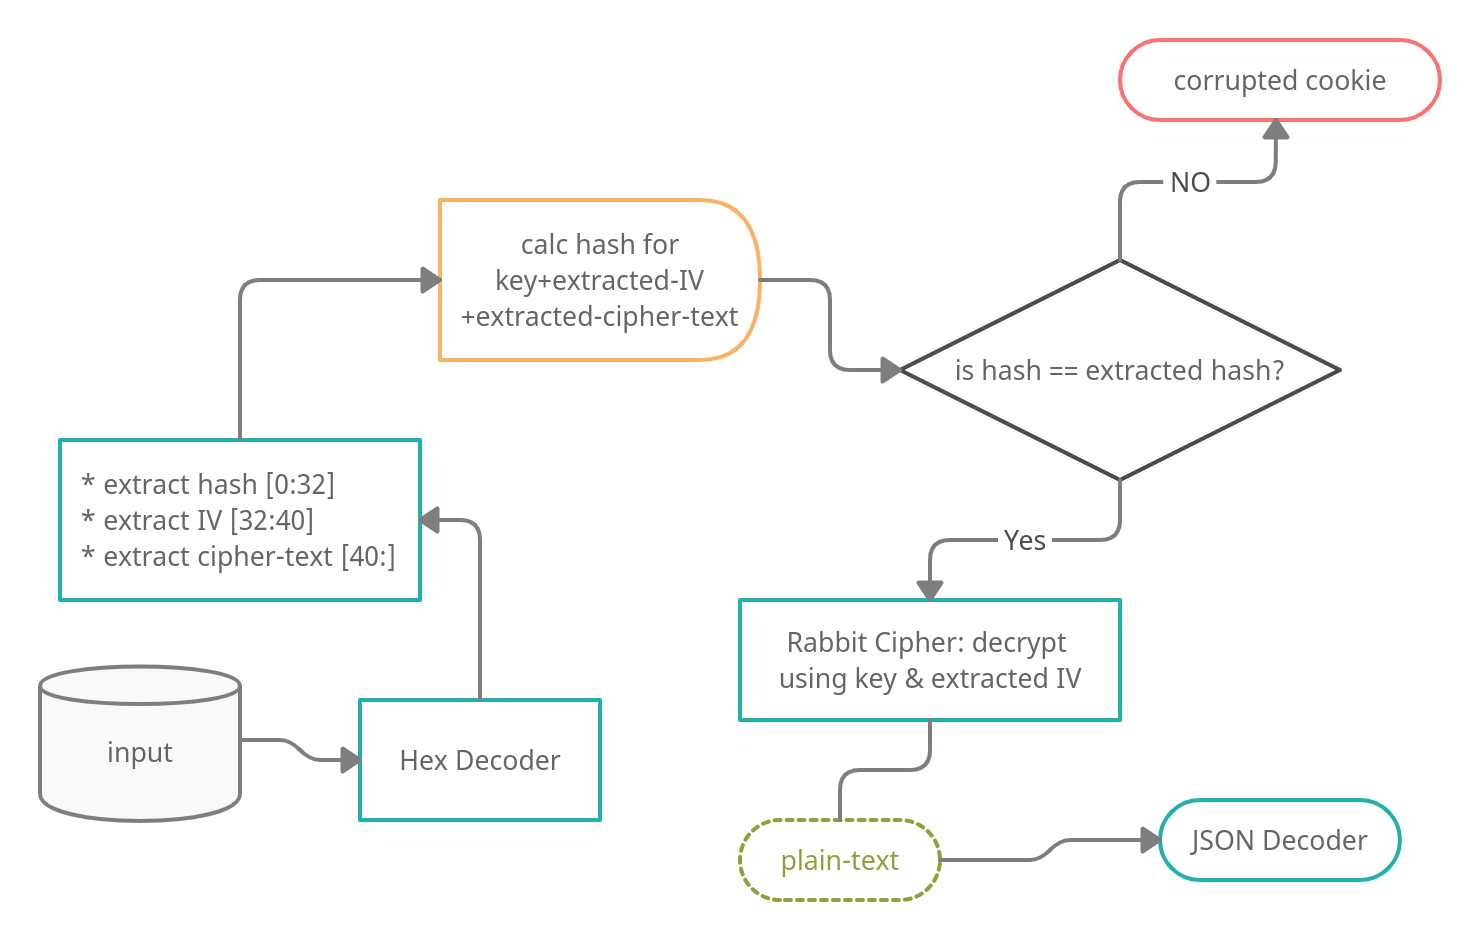 corrupted cookie
NO
calc hash for
key+extracted-IV
+extracted-cipher-text
is hash == extracted hash?
* extract hash [0:32]
* extract IV [32:40]
* extract cipher-text [40:]
Yes
Rabbit Cipher: decrypt
using key & extracted IV
input
Hex Decoder
plain-text
JSON Decoder